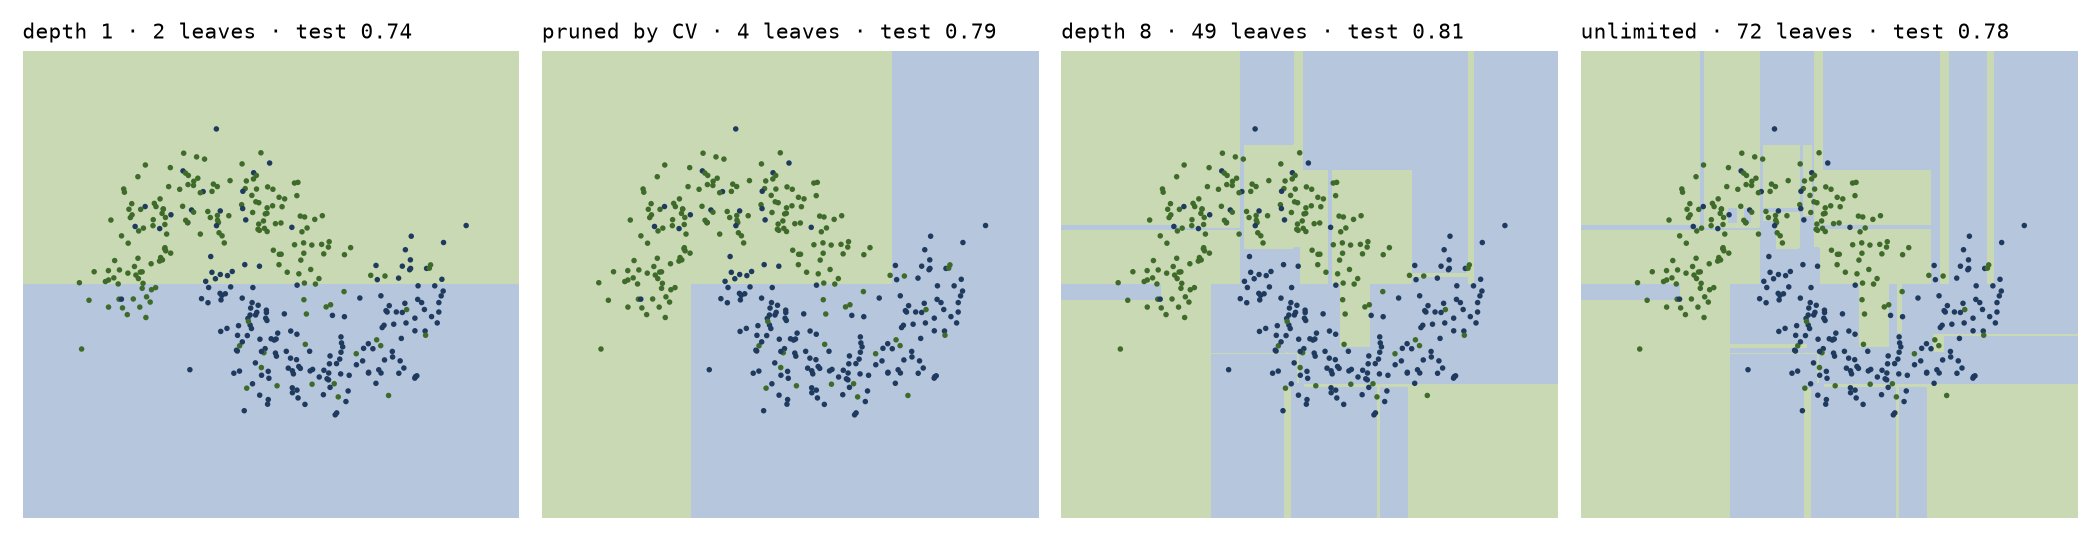 depth 1 · 2 leaves · test 0.74
pruned by CV · 4 leaves · test 0.79
depth 8 · 49 leaves · test 0.81
unlimited · 72 leaves · test 0.78